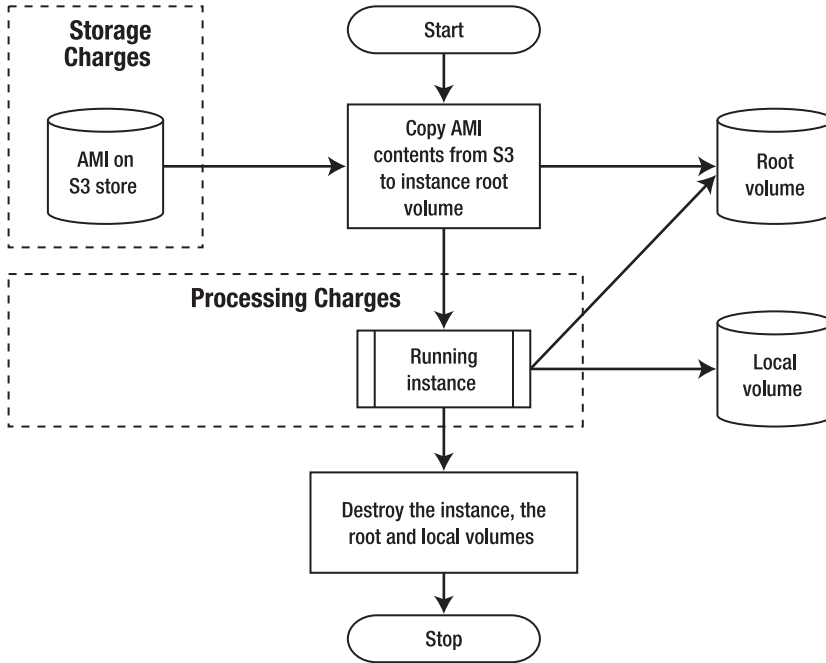 Storage
Charges
Start
AMI on
S3 store
Copy AMI
contents from S3
to instance root
volume
Root
volume
Processing Charges
Running
instance
Local
volume
Destroy the instance, the
root and local volumes
Stop